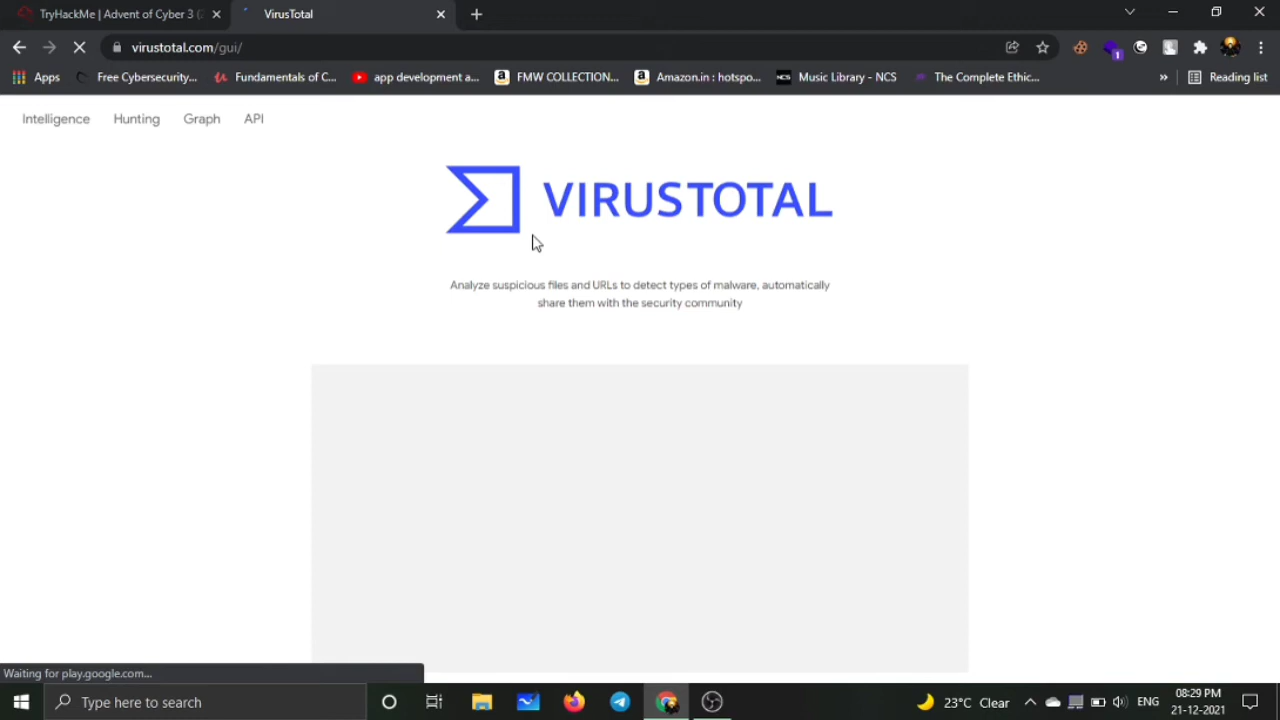 TryHackMe | Advent of Cyber 3 (
VirusTotal
virustotal.com/gui/
1
Apps
Free Cybersecurity...
Fundamentals of C...
app development a...
FMW COLLECTION...
Amazon.in : hotspo...
Music Library - NCS
The Complete Ethic...
»
Reading list
Intelligence
Hunting
Graph
API
VIRUSTOTAL
Analyze suspicious files and URLs to detect types of malware, automatically
share them with the security community
Waiting for play.google.com...
Type here to search
23°C Clear
ENG
08:29 PM
21-12-2021